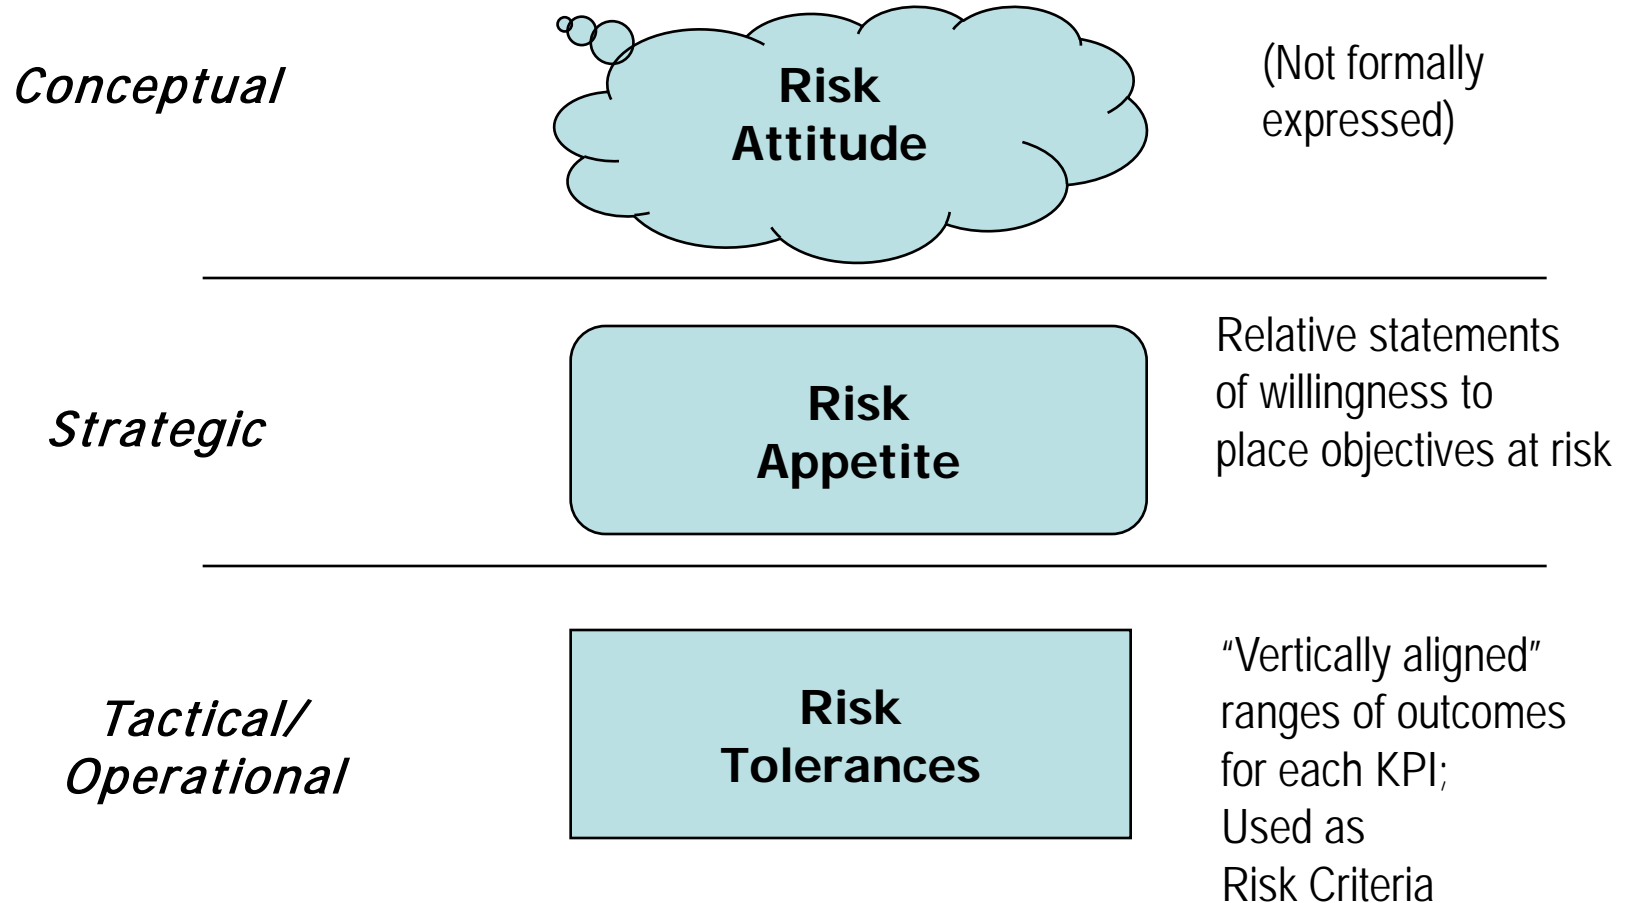 Conceptual
Risk
Attitude
(Not formally
expressed)
Strategic
Risk
Appetite
Relative statements
of willingness to
place objectives at risk
Tactical/
Operational
Risk
Tolerances
“Vertically aligned”
ranges of outcomes
for each KPI;
Used as
Risk Criteria